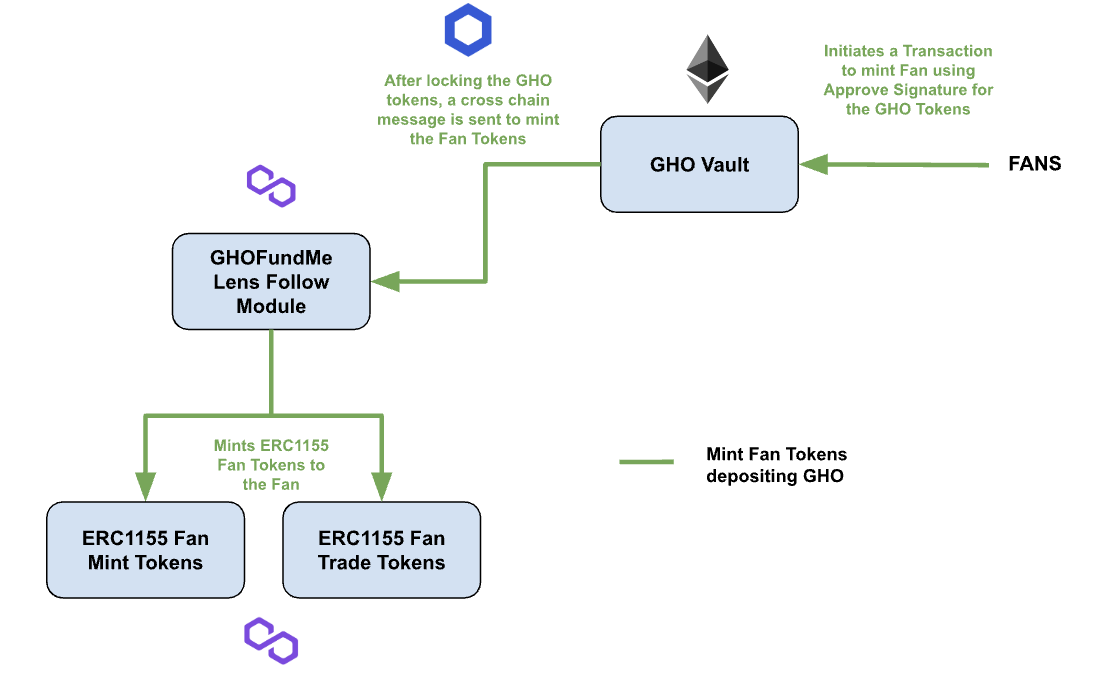 After locking the GHO
tokens, a cross chain
message is sent to mint
the Fan Tokens
Initiates a Transaction
to mint Fan using
Approve Signature for
the GHO Tokens
GHO Vault
FANS
GHOFundMe
Lens Follow
Module
Mints ERC1155
Fan Tokens to
the Fan
Mint Fan Tokens
depositing GHO
ERC1155 Fan
Mint Tokens
ERC1155 Fan
Trade Tokens